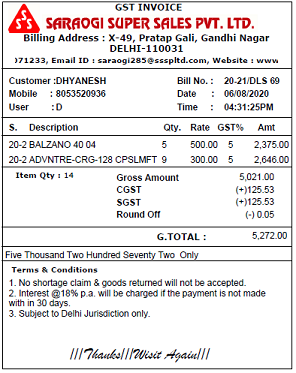 GST INVOICE
SARAOGI SUPER SALES PVT. LTD.
Billing Address : X-49, Pratap Gali, Gandhi Nagar
DELHI-110031
071233, Email ID : saraogi285@ssspltd.com, Website : www
Customer :DHYANESH Bill No. : 20-21/DLS 69
Mobile : 8053520936 Date : 06/08/2020
User : D Time : 04:31:25PM
S. Description Qty. Rate GST% Amt
20-2 BALZANO 40 04 5 500.00 5 2,375.00
20-2 ADVNTRE-CRG-128 CPSLMFT 9 300.00 5 2,646.00
Item Qty : 14 Gross Amount 5,021.00
CGST (+)125.53
SGST (+)125.53
Round Off (-) 0.05
G.TOTAL : 5,272.00
Five Thousand Two Hundred Seventy Two Only
Terms & Conditions
1. No shortage claim & goods returned will not be accepted.
2. Interest @18% p.a. will be charged if the payment is not made
with in 30 days.
3. Subject to Delhi Jurisdiction only.
///Thanks///Wisit Again///